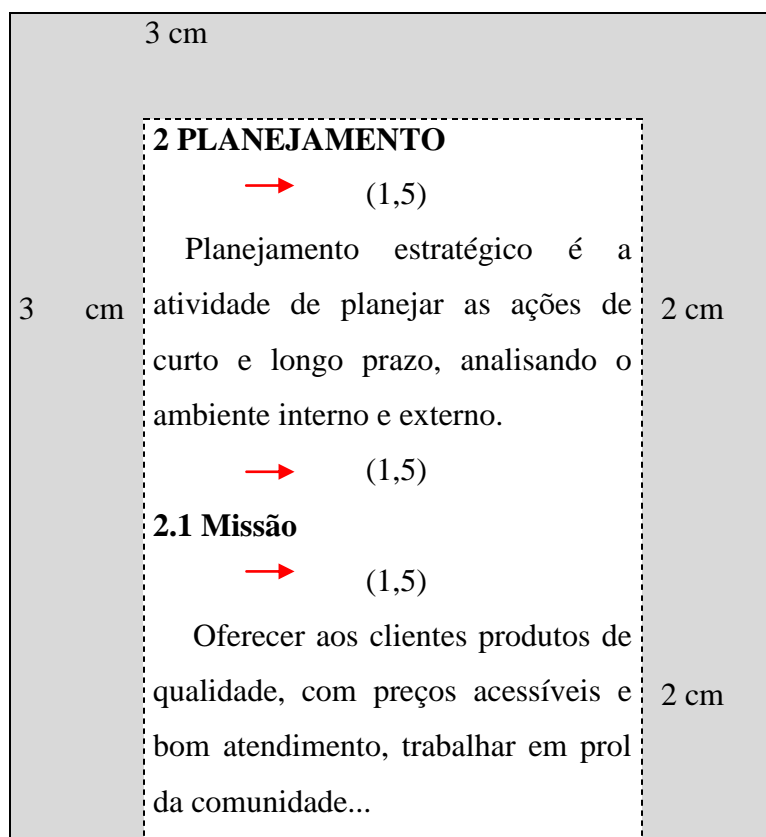 3 cm
2 PLANEJAMENTO
(1,5)
Planejamento estratégico é a
atividade de planejar as ações de
3 cm
2 cm
curto e longo prazo, analisando o
ambiente interno e externo.
(1,5)
2.1 Missão
(1,5)
Oferecer aos clientes produtos de
qualidade, com preços acessíveis e
2 cm
bom atendimento, trabalhar em prol
da comunidade...